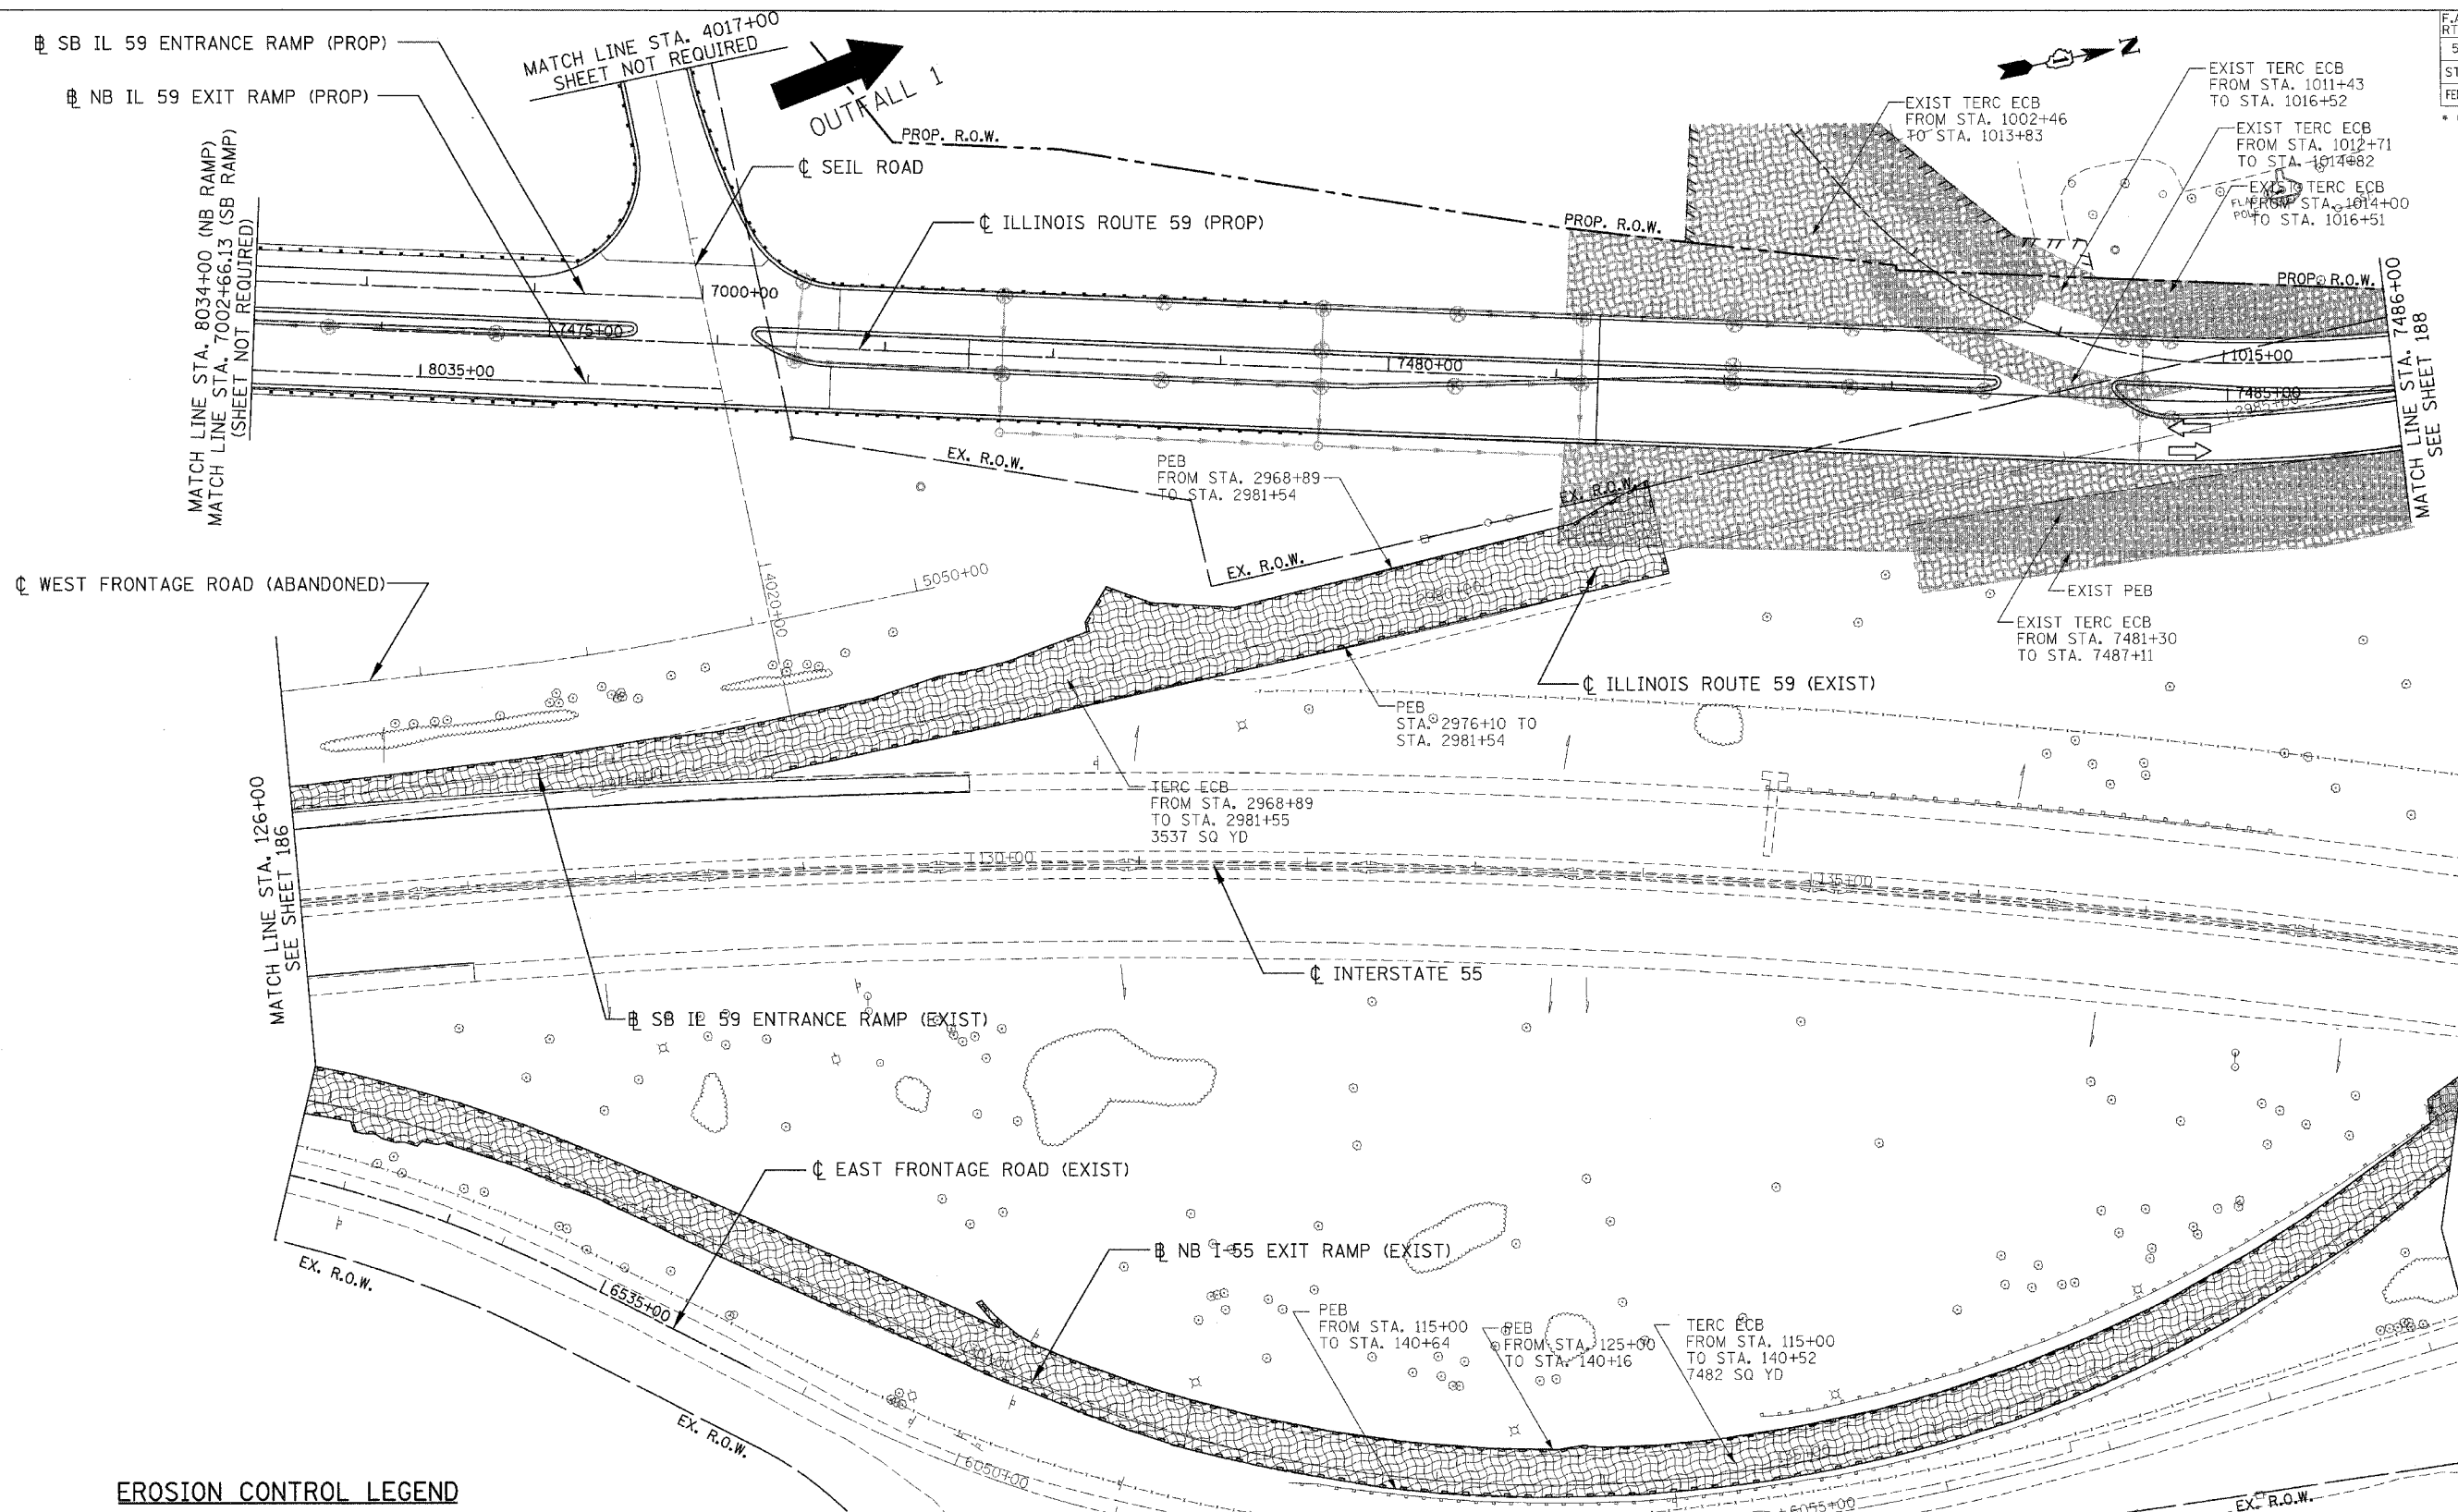 ℄ SB IL 59 ENTRANCE RAMP (PROP)
℄ NB IL 59 EXIT RAMP (PROP)
MATCH LINE STA. 4017+00
SHEET NOT REQUIRED
OUTFALL 1
N
℄ SEIL ROAD
PROP. R.O.W.
℄ ILLINOIS ROUTE 59 (PROP)
PROP. R.O.W.
EXIST TERC ECB
FROM STA. 1002+46
TO STA. 1013+83
EXIST TERC ECB
FROM STA. 1011+43
TO STA. 1016+52
EXIST TERC ECB
FROM STA. 1012+71
TO STA. 1014+82
EXIST TERC ECB
FROM STA. 1014+00
TO STA. 1016+51
PROP. R.O.W.
MATCH LINE STA. 8034+00 (NB RAMP)
MATCH LINE STA. 7002+66.13 (SB RAMP)
(SHEET NOT REQUIRED)
7000+00
7475+00
8035+00
7480+00
1015+00
7485+00
2985+00
MATCH LINE STA. 7486+00
SEE SHEET 188
EX. R.O.W.
PEB
FROM STA. 2968+89
TO STA. 2981+54
EX. R.O.W.
EX. R.O.W.
℄ WEST FRONTAGE ROAD (ABANDONED)
4020+00
5050+00
2980+00
EXIST PEB
EXIST TERC ECB
FROM STA. 7481+30
TO STA. 7487+11
℄ ILLINOIS ROUTE 59 (EXIST)
PEB
STA. 2976+10 TO
STA. 2981+54
TERC ECB
FROM STA. 2968+89
TO STA. 2981+55
3537 SQ YD
MATCH LINE STA. 126+00
SEE SHEET 186
130+00
135+00
℄ INTERSTATE 55
℄ SB IL 59 ENTRANCE RAMP (EXIST)
℄ EAST FRONTAGE ROAD (EXIST)
℄ NB I-55 EXIT RAMP (EXIST)
EX. R.O.W.
6535+00
PEB
FROM STA. 115+00
TO STA. 140+64
PEB
FROM STA. 125+00
TO STA. 140+16
TERC ECB
FROM STA. 115+00
TO STA. 140+52
7482 SQ YD
EX. R.O.W.
6050+00
6055+00
EX. R.O.W.
EROSION CONTROL LEGEND